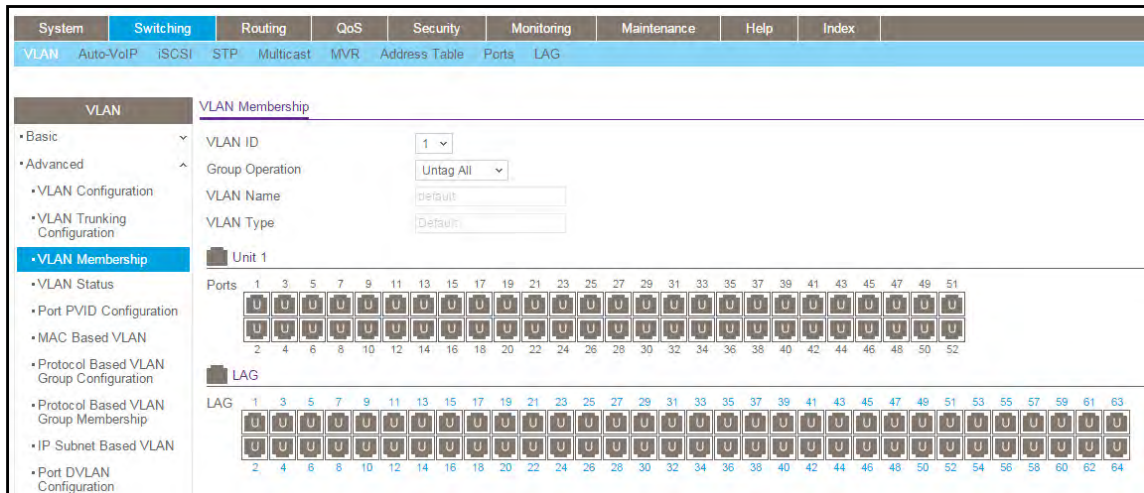 System Switching Routing QoS Security Monitoring Maintenance Help Index
VLAN Auto-VoIP iSCSI STP Multicast MVR Address Table Ports LAG
VLAN
Basic
Advanced
VLAN Configuration
VLAN Trunking
Configuration
VLAN Membership
VLAN Status
Port PVID Configuration
MAC Based VLAN
Protocol Based VLAN
Group Configuration
Protocol Based VLAN
Group Membership
IP Subnet Based VLAN
Port DVLAN
Configuration
VLAN Membership
VLAN ID 1
Group Operation Untag All
VLAN Name default
VLAN Type Default
Unit 1
Ports 1 3 5 7 9 11 13 15 17 19 21 23 25 27 29 31 33 35 37 39 41 43 45 47 49 51
U U U U U U U U U U U U U U U U U U U U U U U U U U
U U U U U U U U U U U U U U U U U U U U U U U U U U
2 4 6 8 10 12 14 16 18 20 22 24 26 28 30 32 34 36 38 40 42 44 46 48 50 52
LAG
LAG 1 3 5 7 9 11 13 15 17 19 21 23 25 27 29 31 33 35 37 39 41 43 45 47 49 51 53 55 57 59 61 63
U U U U U U U U U U U U U U U U U U U U U U U U U U U U U U U U
U U U U U U U U U U U U U U U U U U U U U U U U U U U U U U U U
2 4 6 8 10 12 14 16 18 20 22 24 26 28 30 32 34 36 38 40 42 44 46 48 50 52 54 56 58 60 62 64